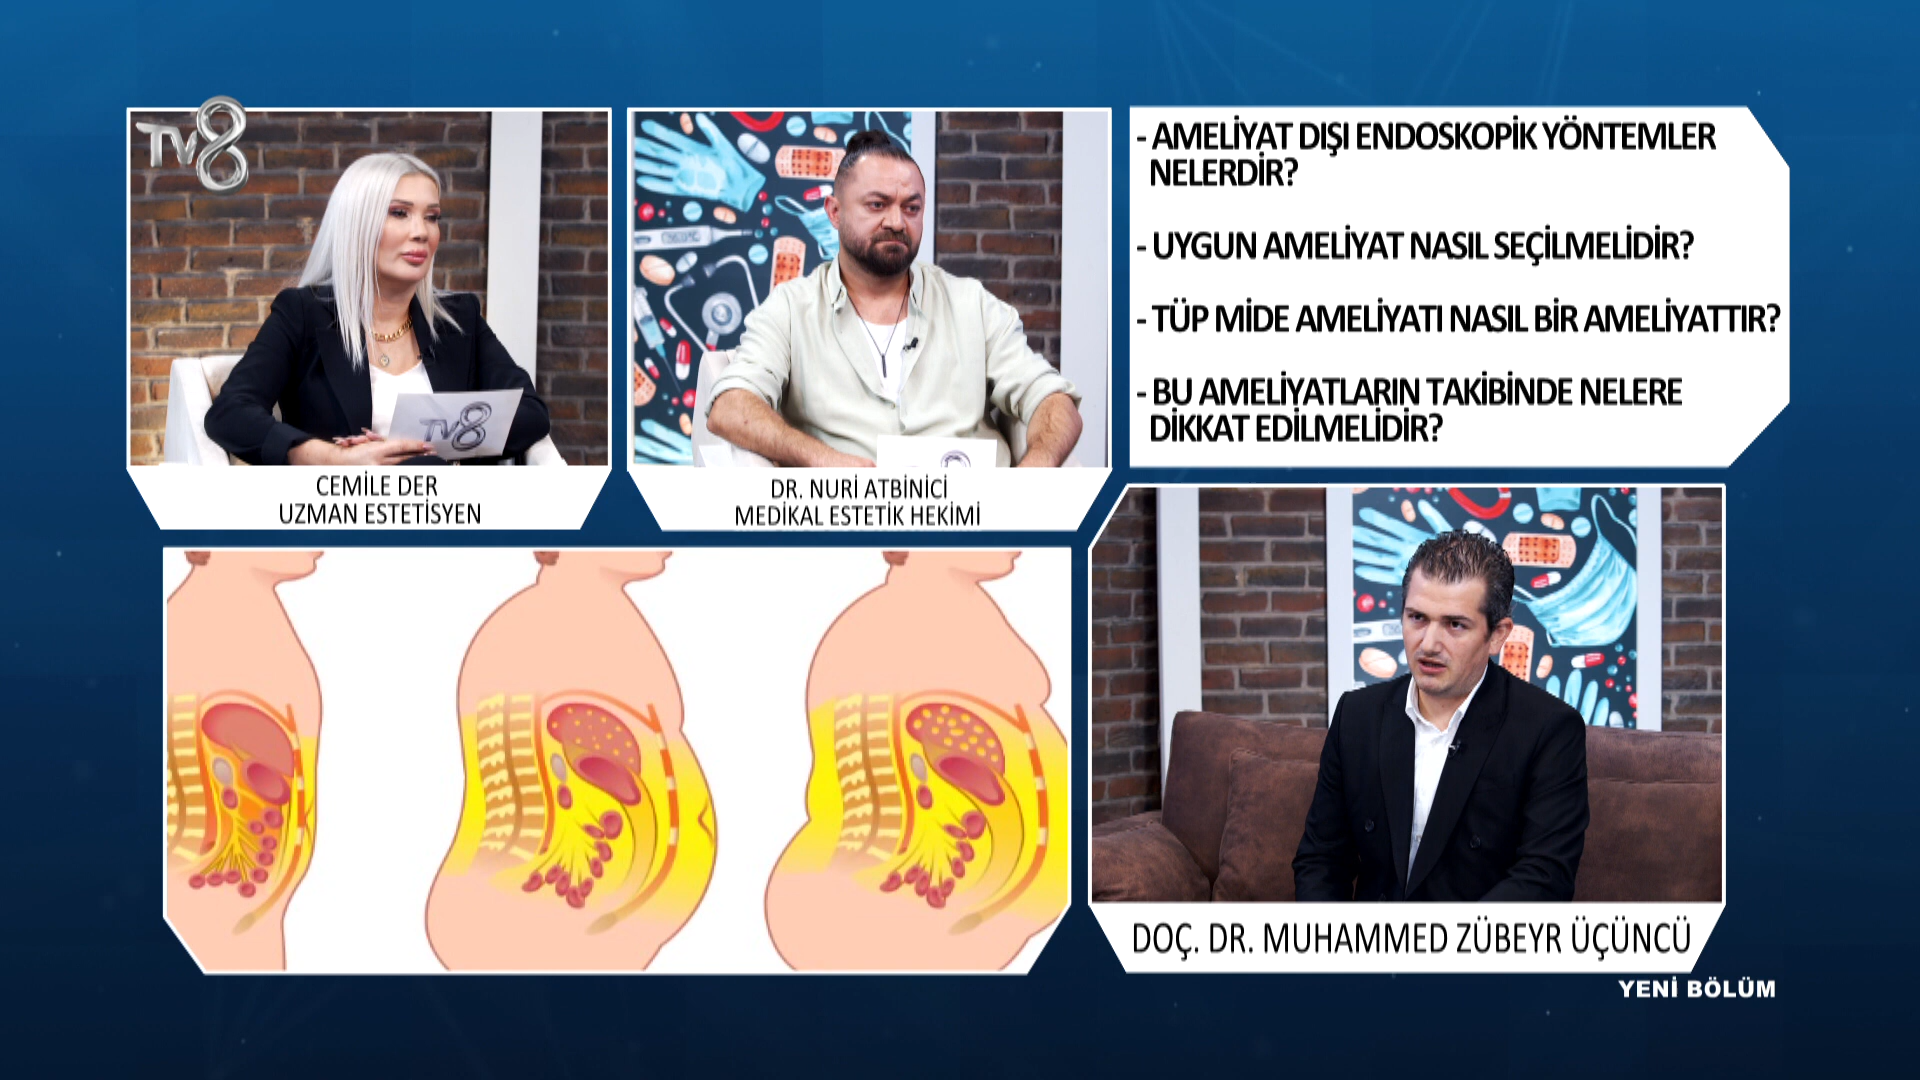 TV8
- AMELİYAT DIŞI ENDOSKOPİK YÖNTEMLER
NELERDİR?
- UYGUN AMELİYAT NASIL SEÇİLMELİDİR?
- TÜP MİDE AMELİYATI NASIL BİR AMELİYATTIR?
- BU AMELİYATLARIN TAKİBİNDE NELERE
DİKKAT EDİLMELİDİR?
TV8
8
CEMİLE DER
UZMAN ESTETİSYEN
DR. NURİ ATBİNİCİ
MEDİKAL ESTETİK HEKİMİ
DOÇ. DR. MUHAMMED ZÜBEYR ÜÇÜNCÜ
YENİ BÖLÜM